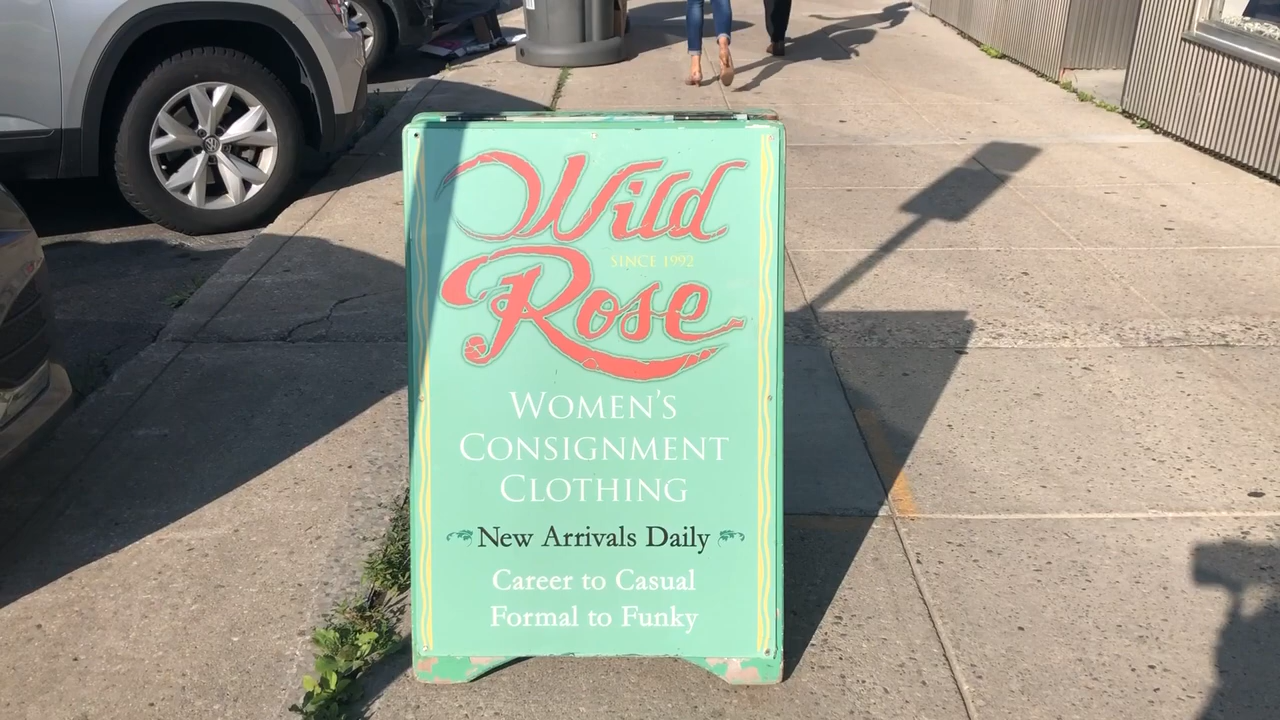 Wild
SINCE 1992
Rose
WOMEN'S
CONSIGNMENT
CLOTHING
New Arrivals Daily
Career to Casual
Formal to Funky